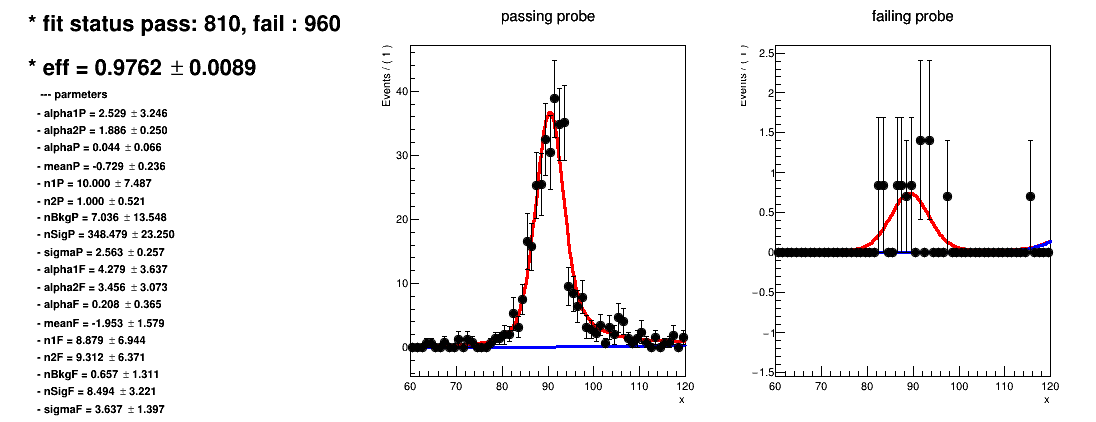 * fit status pass: 810, fail : 960
* eff = 0.9762 ± 0.0089
--- parmeters
- alpha1P = 2.529 ± 3.246
- alpha2P = 1.886 ± 0.250
- alphaP = 0.044 ± 0.066
- meanP = -0.729 ± 0.236
- n1P = 10.000 ± 7.487
- n2P = 1.000 ± 0.521
- nBkgP = 7.036 ± 13.548
- nSigP = 348.479 ± 23.250
- sigmaP = 2.563 ± 0.257
- alpha1F = 4.279 ± 3.637
- alpha2F = 3.456 ± 3.073
- alphaF = 0.208 ± 0.365
- meanF = -1.953 ± 1.579
- n1F = 8.879 ± 6.944
- n2F = 9.312 ± 6.371
- nBkgF = 0.657 ± 1.311
- nSigF = 8.494 ± 3.221
- sigmaF = 3.637 ± 1.397
passing probe
Events / ( 1 )
40
30
20
10
0
60 70 80 90 100 110 120
x
failing probe
Events / ( 1 )
2.5
2
1.5
1
0.5
0
−0.5
−1
−1.5
60 70 80 90 100 110 120
x